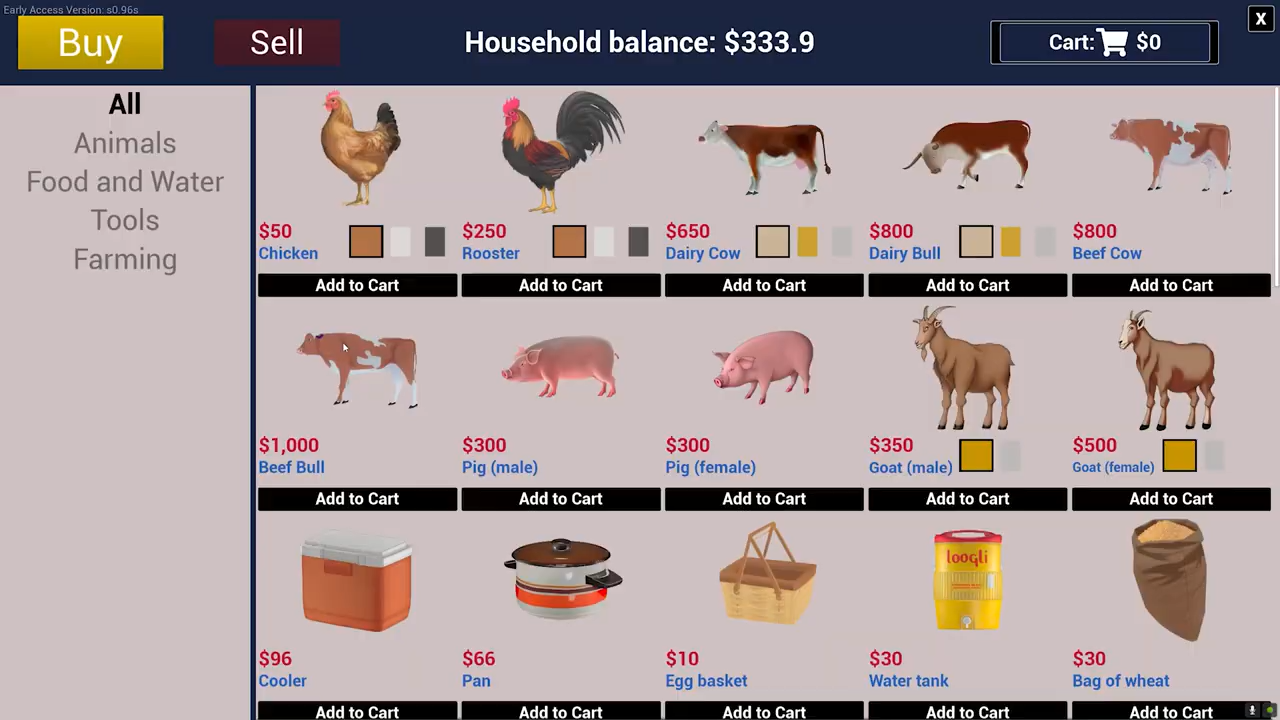 Early Access Version: s0.96s
Buy
Sell
Household balance: $333.9
Cart: $0
X
All
Animals
Food and Water
Tools
Farming
$50
Chicken
Add to Cart
$250
Rooster
Add to Cart
$650
Dairy Cow
Add to Cart
$800
Dairy Bull
Add to Cart
$800
Beef Cow
Add to Cart
$1,000
Beef Bull
Add to Cart
$300
Pig (male)
Add to Cart
$300
Pig (female)
Add to Cart
$350
Goat (male)
Add to Cart
$500
Goat (female)
Add to Cart
$96
Cooler
Add to Cart
$66
Pan
Add to Cart
$10
Egg basket
Add to Cart
loogli
$30
Water tank
Add to Cart
$30
Bag of wheat
Add to Cart